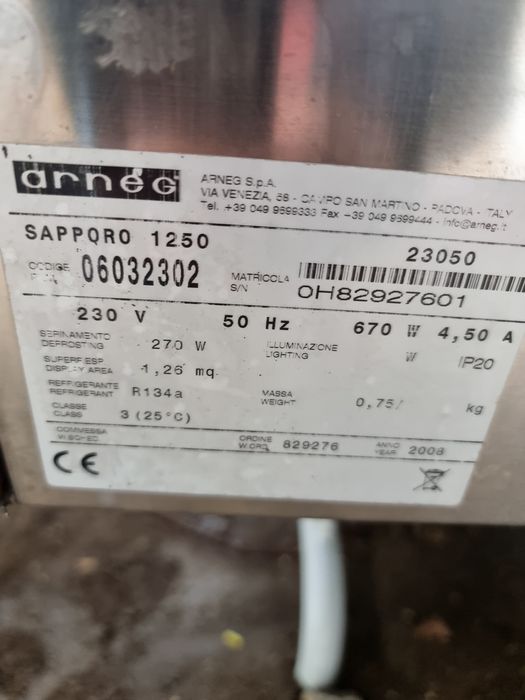 arneg
ARNEG S.p.A.
VIA VENEZIA, 58 - CAMPO SAN MARTINO - PADOVA - ITALY
Tel. +39 049 9699333 Fax +39 049 9699444 - info@arneg.it
SAPPORO 1250 23050
CODICE 06032302 MATRICOLA
S/N 0H82927601
230 V 50 Hz 670 W 4,50 A
SBRINAMENTO
DEFROSTING 270 W ILLUMINAZIONE
LIGHTING W IP20
SUPERF.ESP
DISPLAY AREA 1,26 mq.
REFRIGERANTE
REFRIGERANT R134a MASSA
WEIGHT 0,75/ kg
CLASSE
CLASS 3 (25°C)
COMMESSA
ORDINE
W.ORD. 829276 ANNO
YEAR 2008
CE